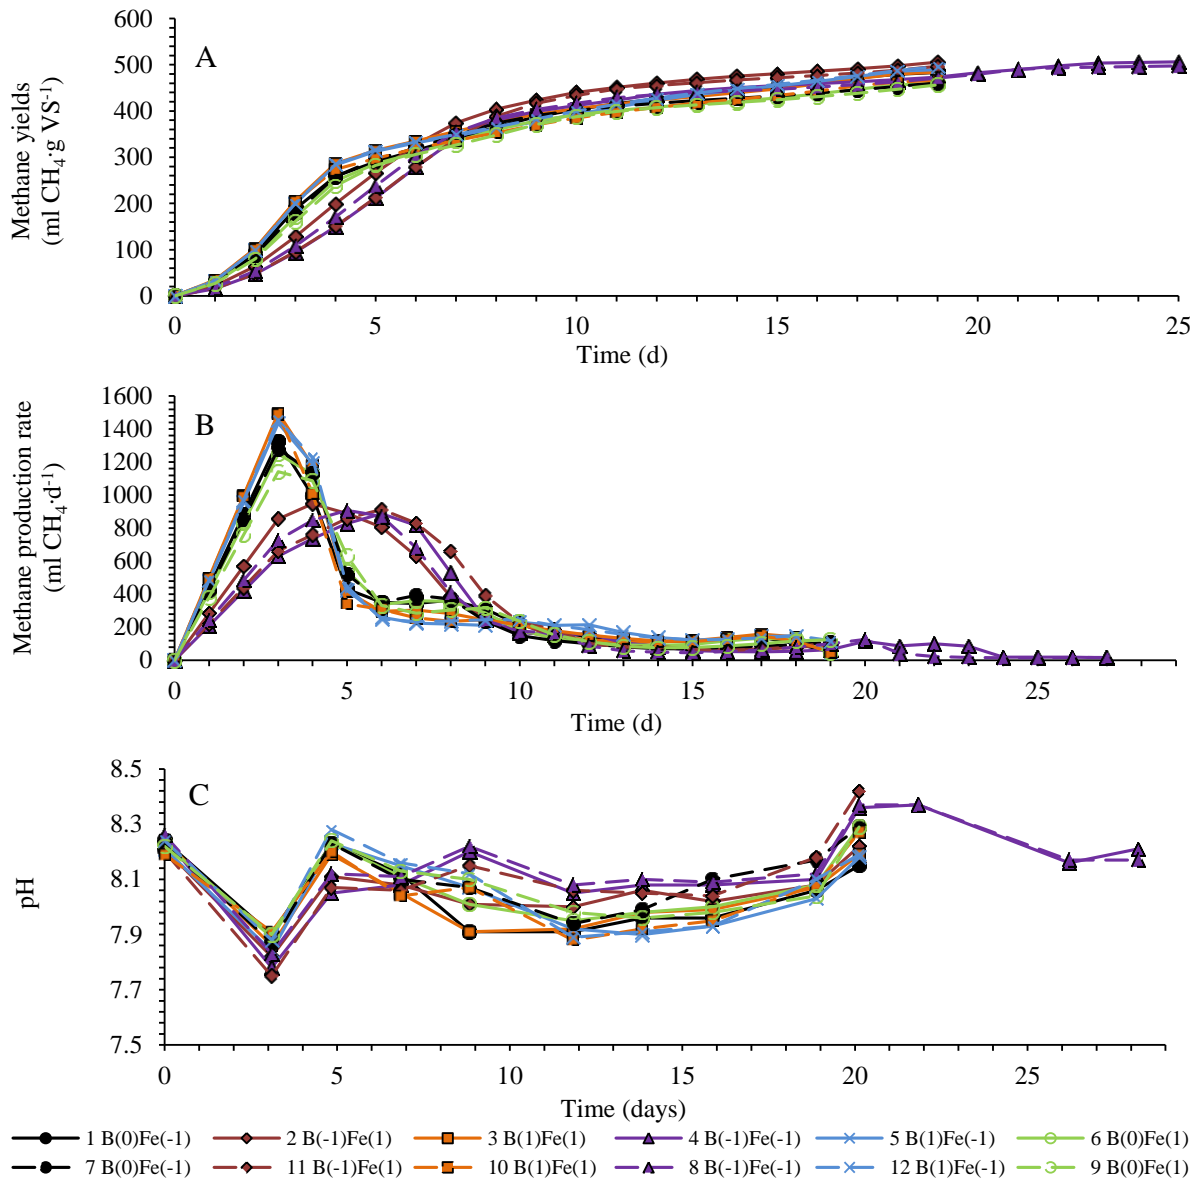 A
Methane yields
(ml CH₄·g VS⁻¹)
600
500
400
300
200
100
0
0 5 10 15 20 25
Time (d)
B
Methane production rate
(ml CH₄·d⁻¹)
1600
1400
1200
1000
800
600
400
200
0
0 5 10 15 20 25
Time (d)
C
pH
8.5
8.3
8.1
7.9
7.7
7.5
0 5 10 15 20 25
Time (days)
1 B(0)Fe(-1) 2 B(-1)Fe(1) 3 B(1)Fe(1) 4 B(-1)Fe(-1) 5 B(1)Fe(-1) 6 B(0)Fe(1)
7 B(0)Fe(-1) 11 B(-1)Fe(1) 10 B(1)Fe(1) 8 B(-1)Fe(-1) 12 B(1)Fe(-1) 9 B(0)Fe(1)